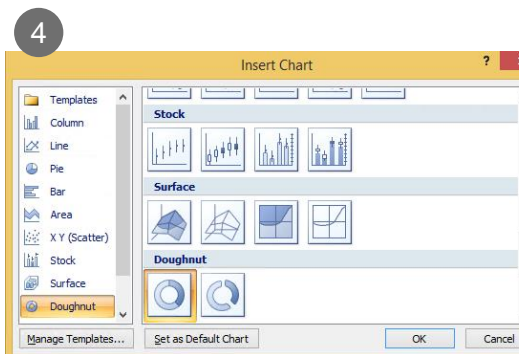 4
Insert Chart
?
Templates
Column
Line
Pie
Bar
Area
X Y (Scatter)
Stock
Surface
Doughnut
Stock
Surface
Doughnut
Manage Templates...
Set as Default Chart
OK
Cancel